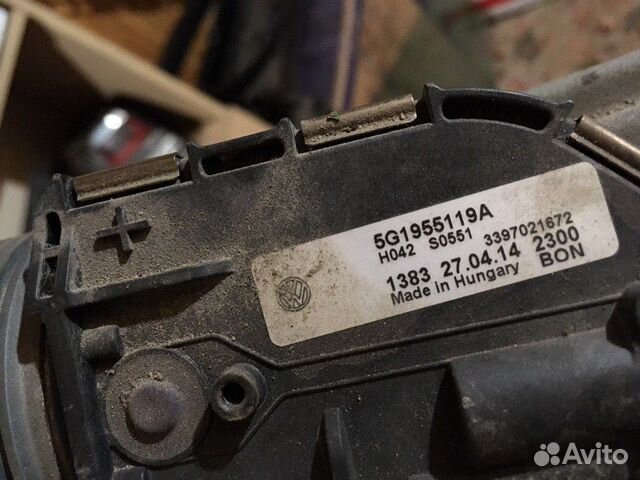 5G1955119A
H042 S0551 3397021672
1383 27.04.14 2300
Made in Hungary BON
Avito